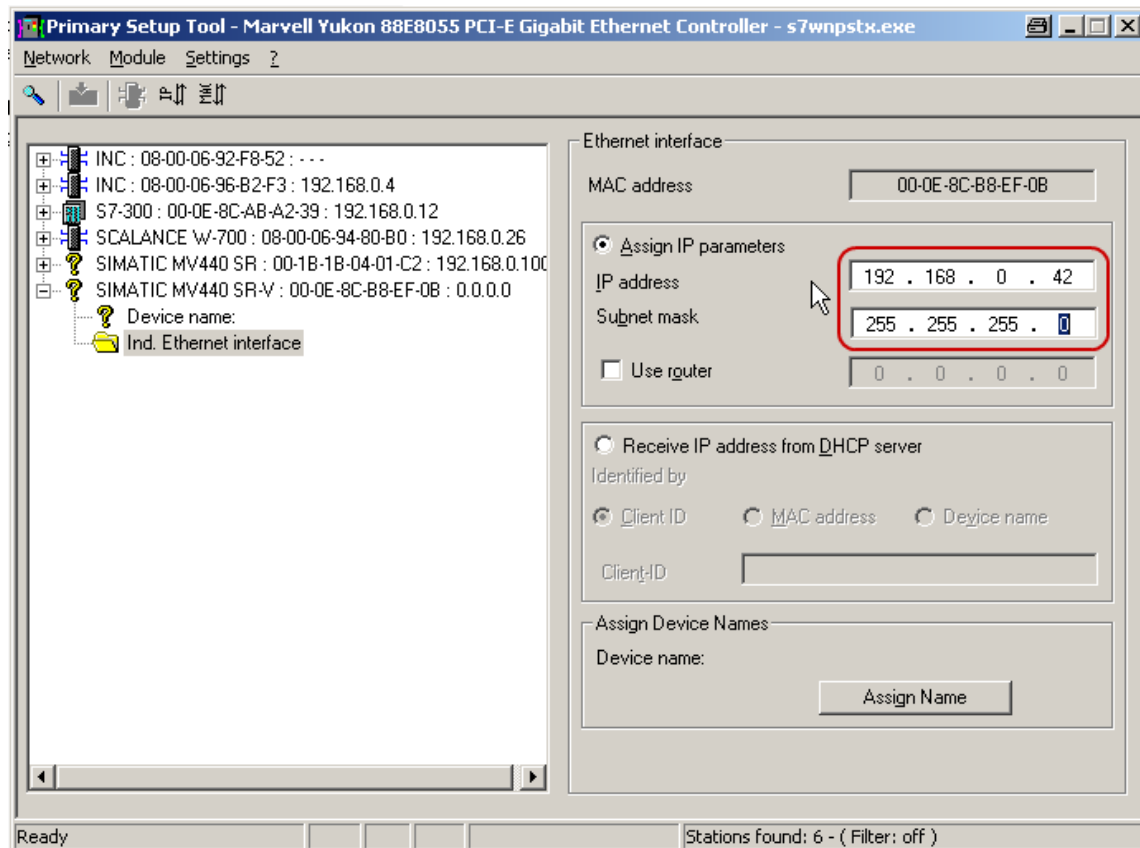 Primary Setup Tool - Marvell Yukon 88E8055 PCI-E Gigabit Ethernet Controller - s7wnpstx.exe
Network Module Settings ?
INC : 08-00-06-92-F8-52 : - - -
INC : 08-00-06-96-B2-F3 : 192.168.0.4
S7-300 : 00-0E-8C-AB-A2-39 : 192.168.0.12
SCALANCE W-700 : 08-00-06-94-80-B0 : 192.168.0.26
SIMATIC MV440 SR : 00-1B-1B-04-01-C2 : 192.168.0.100
SIMATIC MV440 SR-V : 00-0E-8C-B8-EF-0B : 0.0.0.0
Device name:
Ind. Ethernet interface
Ethernet interface
MAC address 00-0E-8C-B8-EF-0B
Assign IP parameters
IP address 192 . 168 . 0 . 42
Subnet mask 255 . 255 . 255 . 0
Use router 0 . 0 . 0 . 0
Receive IP address from DHCP server
Identified by
Client ID MAC address Device name
Client-ID
Assign Device Names
Device name:
Assign Name
Ready Stations found: 6 - ( Filter: off )